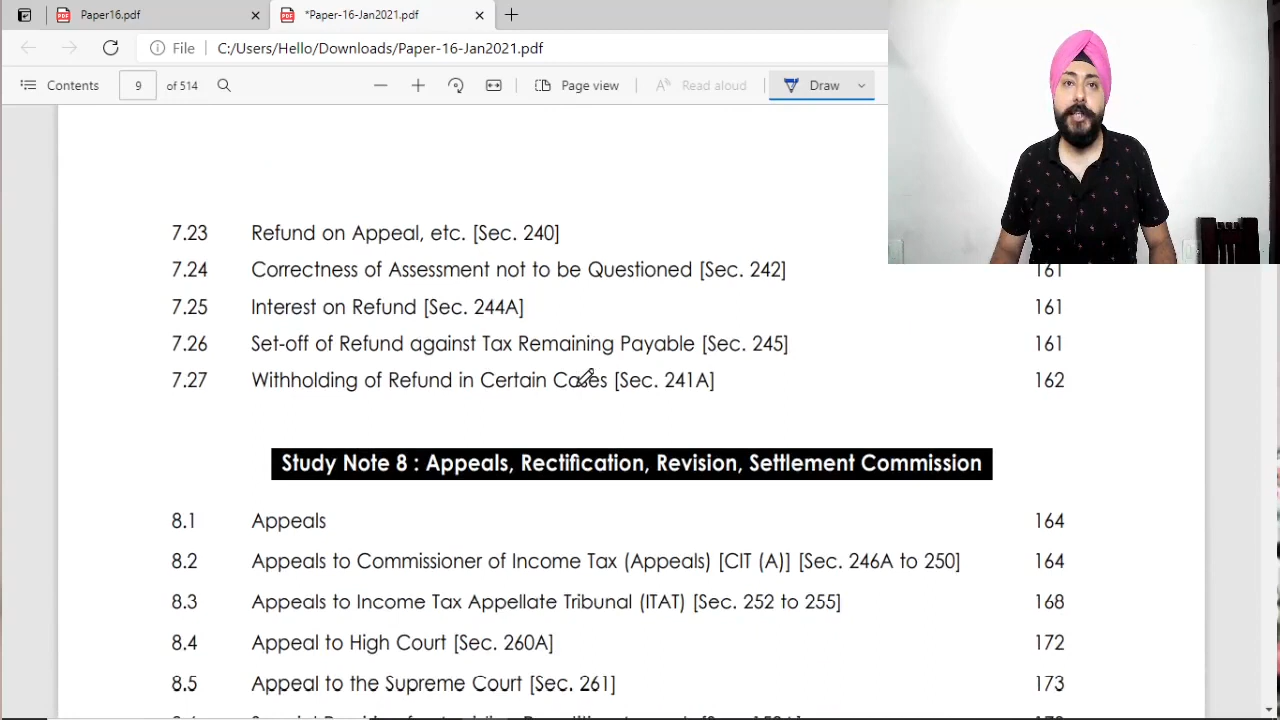 Paper16.pdf
*Paper-16-Jan2021.pdf
File C:/Users/Hello/Downloads/Paper-16-Jan2021.pdf
Contents 9 of 514 Page view Read aloud Draw
7.23 Refund on Appeal, etc. [Sec. 240]
7.24 Correctness of Assessment not to be Questioned [Sec. 242] 161
7.25 Interest on Refund [Sec. 244A] 161
7.26 Set-off of Refund against Tax Remaining Payable [Sec. 245] 161
7.27 Withholding of Refund in Certain Cases [Sec. 241A] 162
Study Note 8 : Appeals, Rectification, Revision, Settlement Commission
8.1 Appeals 164
8.2 Appeals to Commissioner of Income Tax (Appeals) [CIT (A)] [Sec. 246A to 250] 164
8.3 Appeals to Income Tax Appellate Tribunal (ITAT) [Sec. 252 to 255] 168
8.4 Appeal to High Court [Sec. 260A] 172
8.5 Appeal to the Supreme Court [Sec. 261] 173